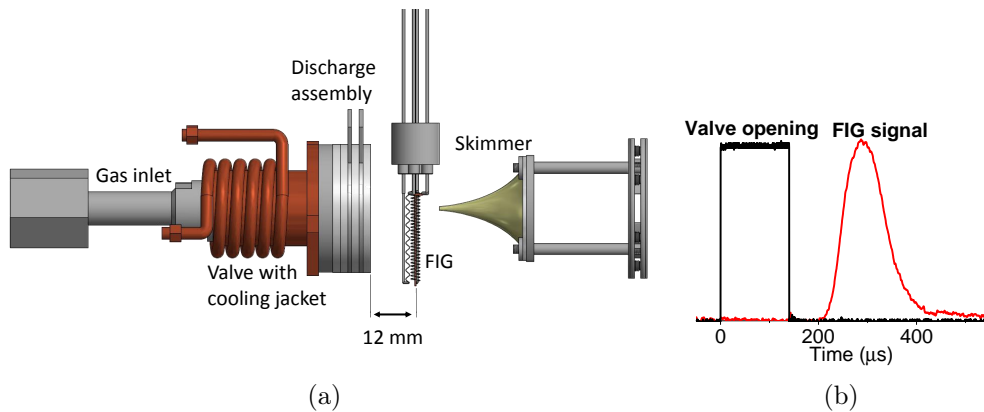 Discharge
assembly
Skimmer
Gas inlet
FIG
Valve with
cooling jacket
12 mm
(a)
Valve opening FIG signal
0 200 400
Time (μs)
(b)